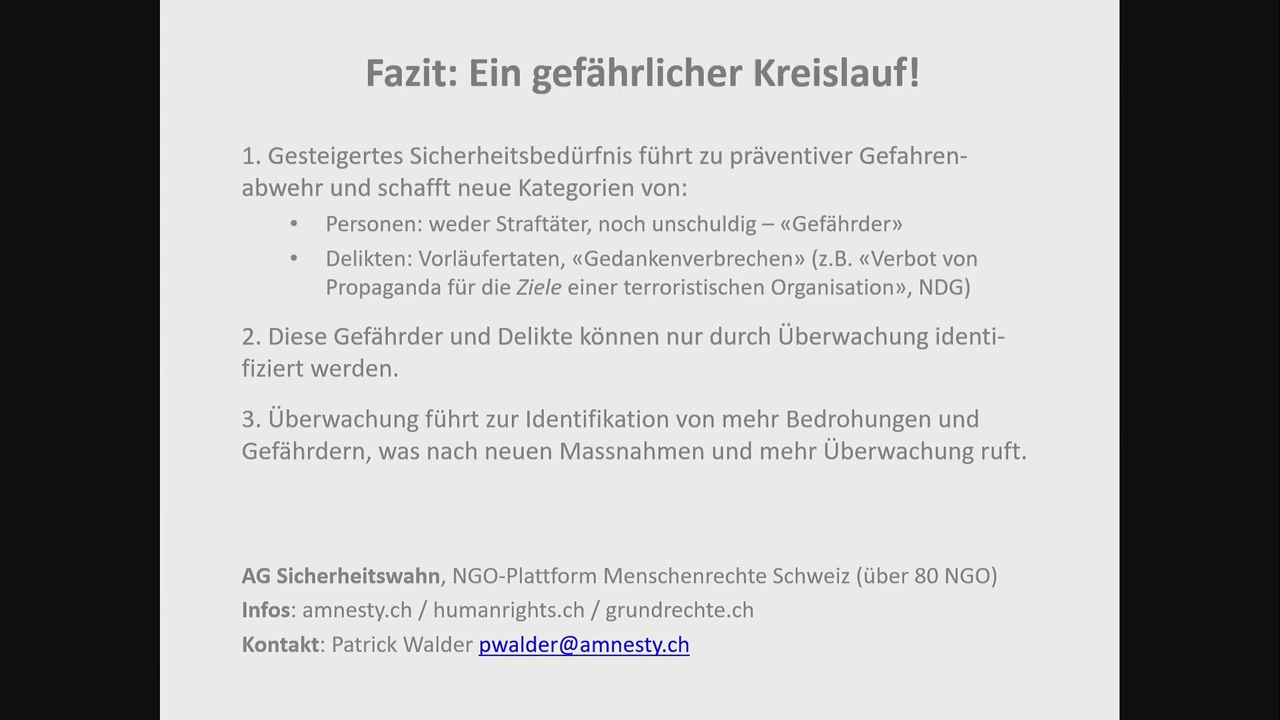 Fazit: Ein gefährlicher Kreislauf!
1. Gesteigertes Sicherheitsbedürfnis führt zu präventiver Gefahren-
abwehr und schafft neue Kategorien von:
• Personen: weder Straftäter, noch unschuldig – «Gefährder»
• Delikten: Vorläufertaten, «Gedankenverbrechen» (z.B. «Verbot von
Propaganda für die Ziele einer terroristischen Organisation», NDG)
2. Diese Gefährder und Delikte können nur durch Überwachung identi-
fiziert werden.
3. Überwachung führt zur Identifikation von mehr Bedrohungen und
Gefährdern, was nach neuen Massnahmen und mehr Überwachung ruft.
AG Sicherheitswahn, NGO-Plattform Menschenrechte Schweiz (über 80 NGO)
Infos: amnesty.ch / humanrights.ch / grundrechte.ch
Kontakt: Patrick Walder pwalder@amnesty.ch